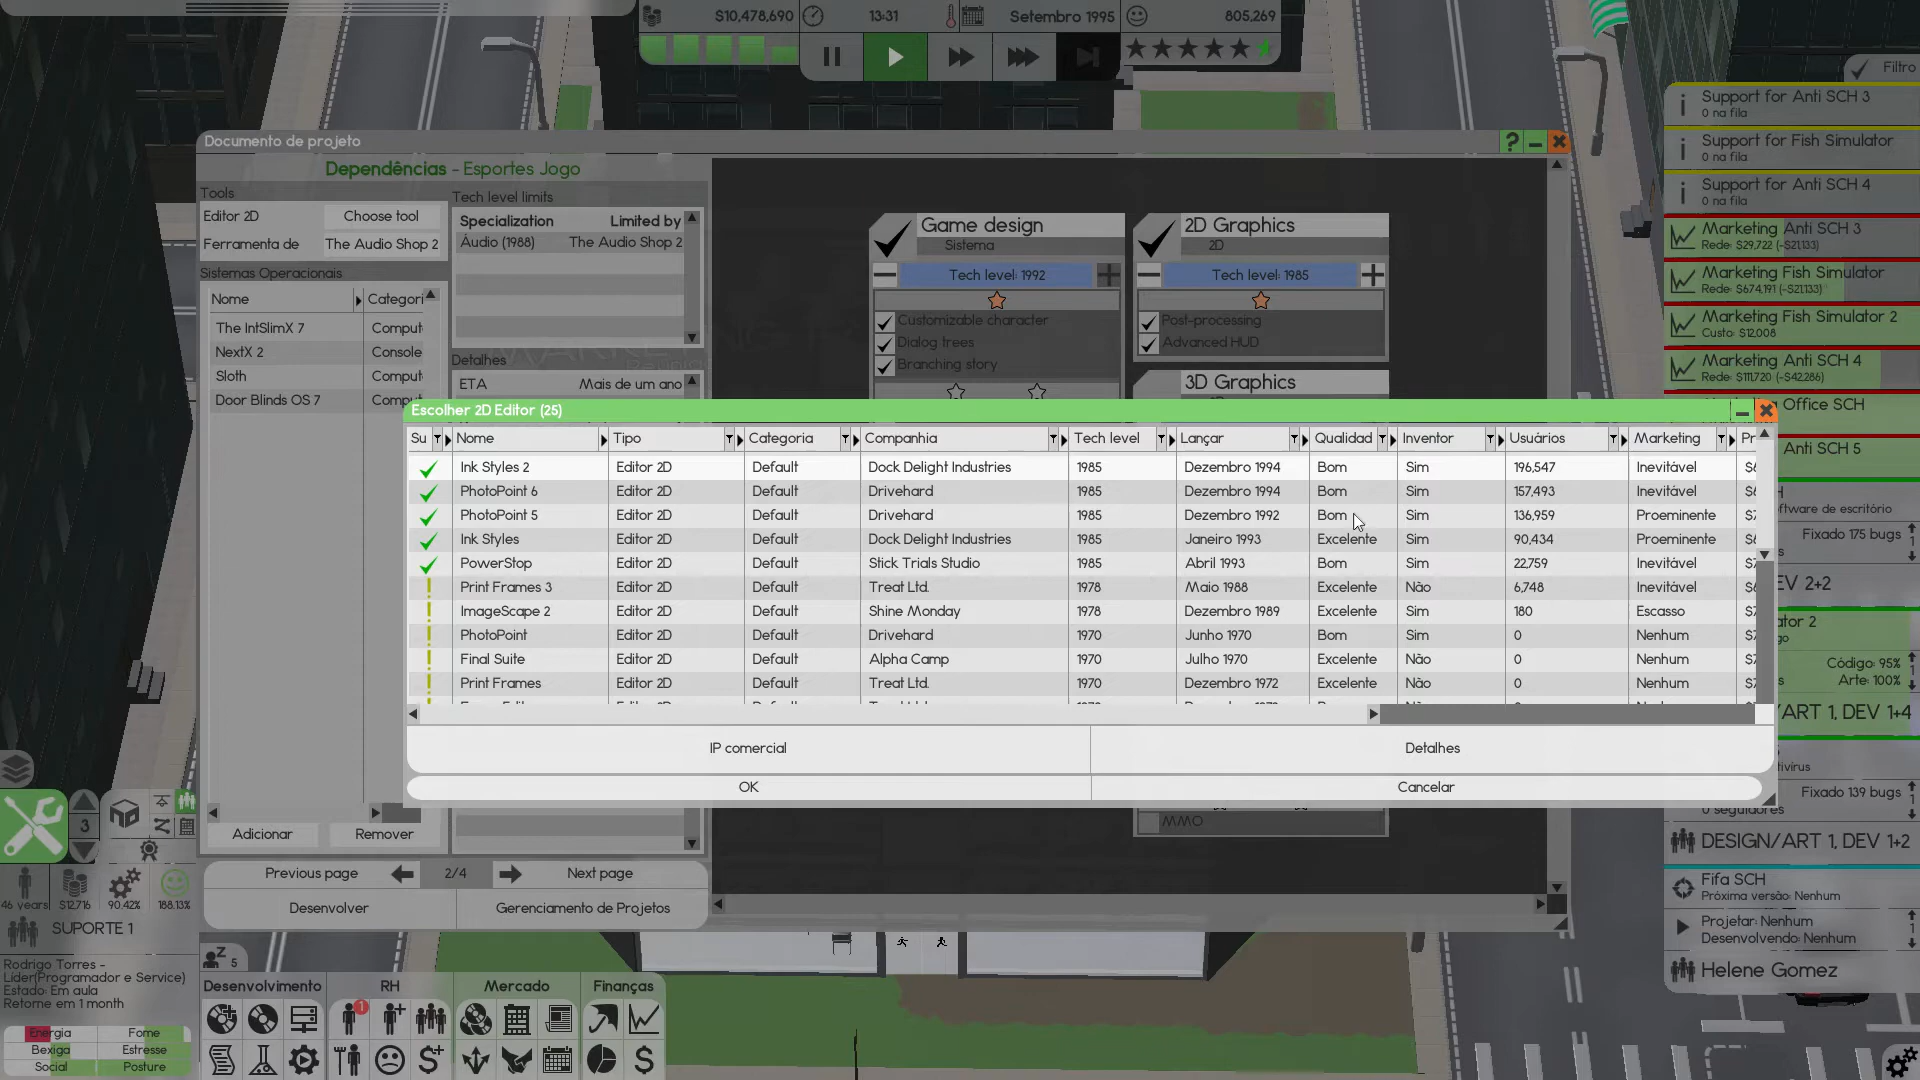 $10,478,690
13:31
Setembro 1995
805,269
Filtro
Support for Anti SCH 3
0 na fila
Support for Fish Simulator
0 na fila
Support for Anti SCH 4
0 na fila
Marketing Anti SCH 3
Rede: $29,722 (-$21,133)
Marketing Fish Simulator
Rede: $674,191 (-$21,133)
Marketing Fish Simulator 2
Custo: $12,008
Marketing Anti SCH 4
Rede: $111,720 (-$42,286)
Office SCH
Anti SCH 5
oftware de escritório
Fixado 175 bugs
EV 2+2
ator 2
Código: 95%
Arte: 100%
/ART 1, DEV 1+4
tivírus
Fixado 139 bugs
0 seguidores
DESIGN/ART 1, DEV 1+2
Fifa SCH
Próxima versão: Nenhum
Projetar: Nenhum
Desenvolvendo: Nenhum
Helene Gomez
Documento de projeto
?
Dependências - Esportes Jogo
Tools
Editor 2D Choose tool
Ferramenta de The Audio Shop 2
Sistemas Operacionais
Nome Categori
The IntSlimX 7 Comput
NextX 2 Console
Sloth Comput
Door Blinds OS 7 Comput
Adicionar Remover
Tech level limits
Specialization Limited by
Áudio (1988) The Audio Shop 2
Detalhes
ETA Mais de um ano
Previous page 2/4 Next page
Desenvolver Gerenciamento de Projetos
Game design
Sistema
Tech level: 1992
Customizable character
Dialog trees
Branching story
2D Graphics
2D
Tech level: 1985
Post-processing
Advanced HUD
3D Graphics
MMO
Escolher 2D Editor (25)
Su Nome Tipo Categoria Companhia Tech level Lançar Qualidad Inventor Usuários Marketing Pr
Ink Styles 2 Editor 2D Default Dock Delight Industries 1985 Dezembro 1994 Bom Sim 196,547 Inevitável $6
PhotoPoint 6 Editor 2D Default Drivehard 1985 Dezembro 1994 Bom Sim 157,493 Inevitável $6
PhotoPoint 5 Editor 2D Default Drivehard 1985 Dezembro 1992 Bom Sim 136,959 Proeminente $7
Ink Styles Editor 2D Default Dock Delight Industries 1985 Janeiro 1993 Excelente Sim 90,434 Proeminente $6
PowerStop Editor 2D Default Stick Trials Studio 1985 Abril 1993 Bom Sim 22,759 Inevitável $7
Print Frames 3 Editor 2D Default Treat Ltd. 1978 Maio 1988 Excelente Não 6,748 Inevitável $6
ImageScape 2 Editor 2D Default Shine Monday 1978 Dezembro 1989 Excelente Sim 180 Escasso $7
PhotoPoint Editor 2D Default Drivehard 1970 Junho 1970 Bom Sim 0 Nenhum $7
Final Suite Editor 2D Default Alpha Camp 1970 Julho 1970 Excelente Não 0 Nenhum $7
Print Frames Editor 2D Default Treat Ltd. 1970 Dezembro 1972 Excelente Não 0 Nenhum $7
IP comercial Detalhes
OK Cancelar
3
46 years $12,716 90.42% 188.13%
SUPORTE 1
Rodrigo Torres -
Líder(Programador e Service)
Estado: Em aula
Retorne em 1 month
Energia Fome
Bexiga Estresse
Social Posture
Z 5
Desenvolvimento RH Mercado Finanças
1